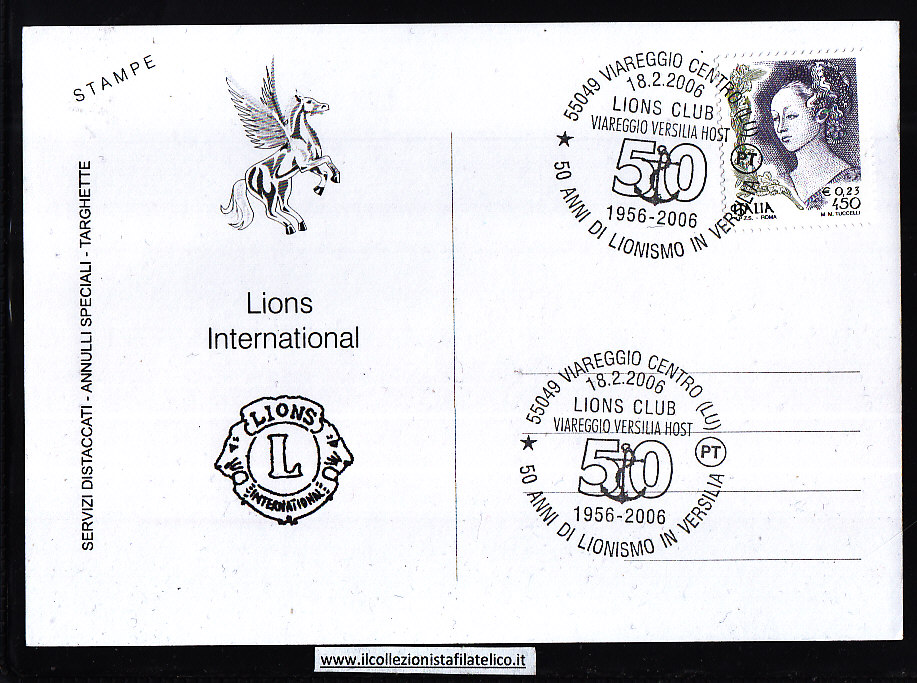 STAMPE
SERVIZI DISTACCATI - ANNULLI SPECIALI - TARGHETTE
Lions
International
LIONS
L
INTERNATIONAL
55049 VIAREGGIO CENTRO (LU)
18.2.2006
LIONS CLUB
VIAREGGIO VERSILIA HOST
50
1956-2006
★ 50 ANNI DI LIONISMO IN VERSILIA
PT
€ 0,23
450
ITALIA
I.P.Z.S. - ROMA
M. N. TUCCELLI
55049 VIAREGGIO CENTRO (LU)
18.2.2006
LIONS CLUB
VIAREGGIO VERSILIA HOST
50
1956-2006
★ 50 ANNI DI LIONISMO IN VERSILIA
PT
www.ilcollezionistafilatelico.it